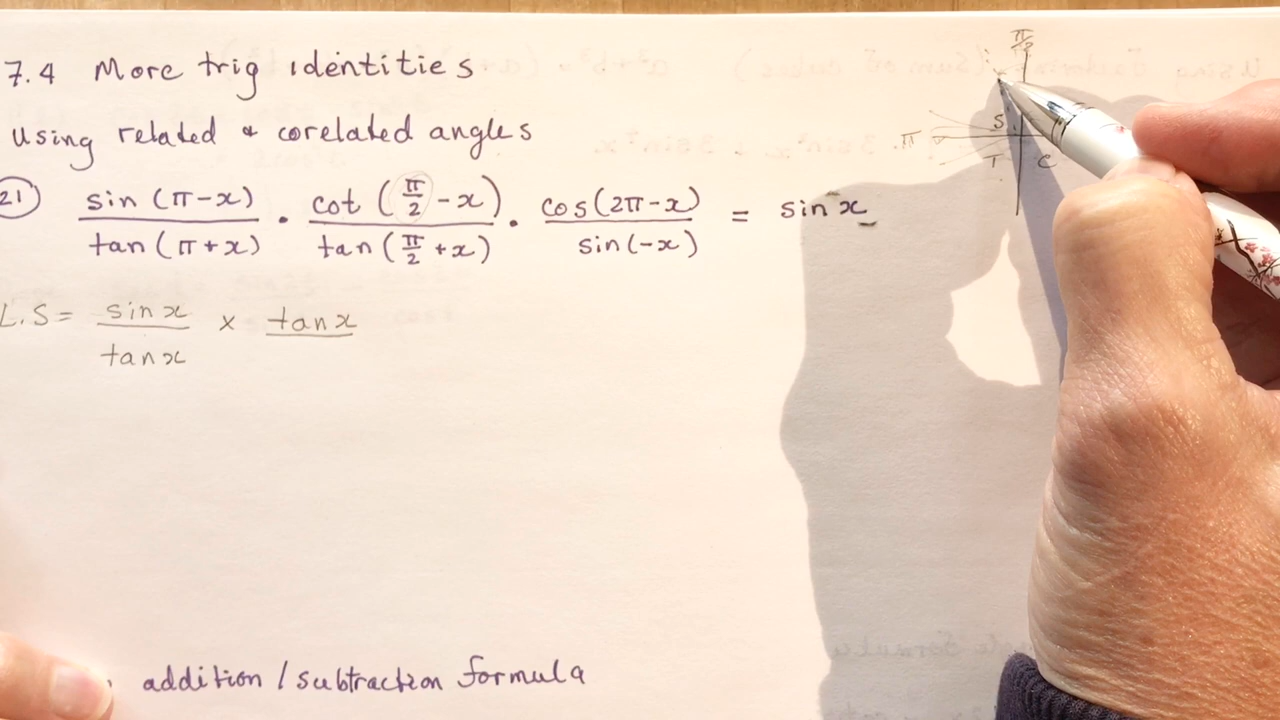 7.4 More trig identities
Using related & corelated angles
21) sin (π-x) / tan (π+x) · cot (π/2 -x) / tan (π/2 +x) · cos(2π-x) / sin(-x) = sin x
L.S = sin x / tan x × tan x
addition / subtraction formula
π/2
S
π
T C